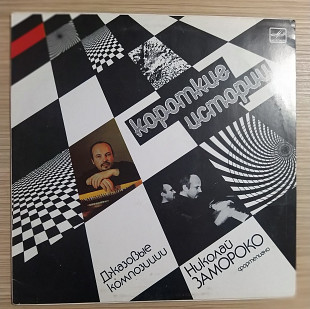 короткие
истории
Джазовые
композиции
Николай
ЗАМОРОКО
фортепиано